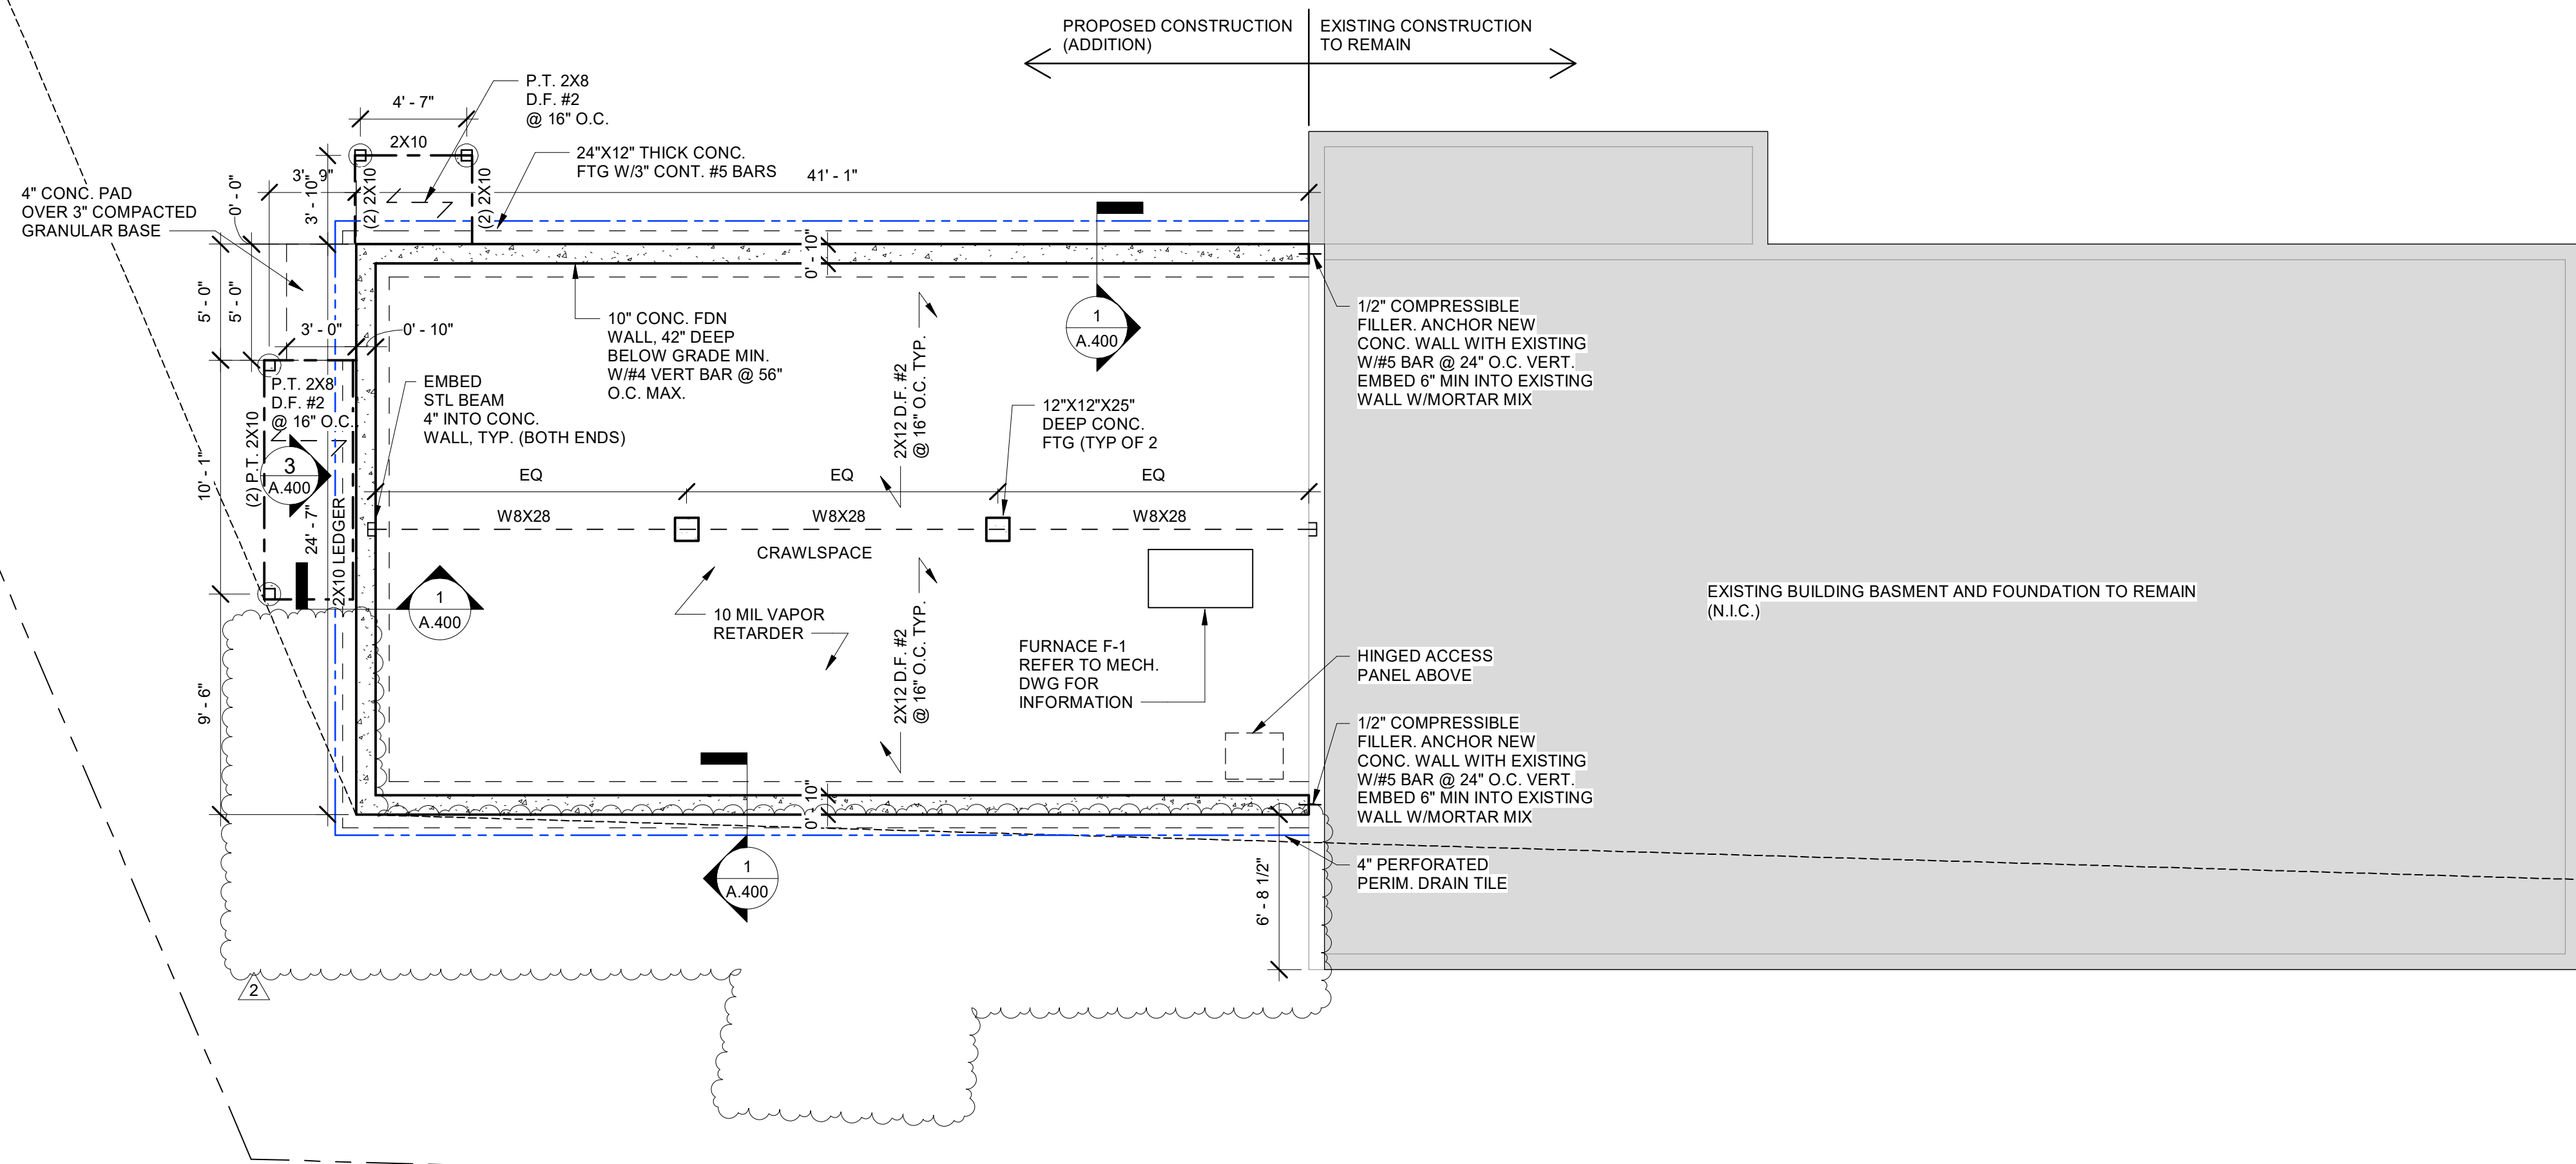 PROPOSED CONSTRUCTION
(ADDITION)
EXISTING CONSTRUCTION
TO REMAIN
P.T. 2X8
D.F. #2
@ 16" O.C.
4' - 7"
2X10
24"X12" THICK CONC.
FTG W/3" CONT. #5 BARS
3' - 9"
41' - 1"
4" CONC. PAD
OVER 3" COMPACTED
GRANULAR BASE
0' - 0"
3' - 10"
(2) 2X10
(2) 2X10
0' - 10"
5' - 0"
5' - 0"
3' - 0"
0' - 10"
10" CONC. FDN
WALL, 42" DEEP
BELOW GRADE MIN.
W/#4 VERT BAR @ 56"
O.C. MAX.
1
A.400
1/2" COMPRESSIBLE
FILLER. ANCHOR NEW
CONC. WALL WITH EXISTING
W/#5 BAR @ 24" O.C. VERT.
EMBED 6" MIN INTO EXISTING
WALL W/MORTAR MIX
P.T. 2X8
D.F. #2
@ 16" O.C.
EMBED
STL BEAM
4" INTO CONC.
WALL, TYP. (BOTH ENDS)
2X12 D.F. #2
@ 16" O.C. TYP.
12"X12"X25"
DEEP CONC.
FTG (TYP OF 2
10' - 1"
(2) P.T. 2X10
3
A.400
24' - 7"
2X10 LEDGER
EQ
EQ
EQ
W8X28
W8X28
W8X28
CRAWLSPACE
1
A.400
10 MIL VAPOR
RETARDER
2X12 D.F. #2
@ 16" O.C. TYP.
FURNACE F-1
REFER TO MECH.
DWG FOR
INFORMATION
EXISTING BUILDING BASMENT AND FOUNDATION TO REMAIN
(N.I.C.)
HINGED ACCESS
PANEL ABOVE
9' - 6"
1/2" COMPRESSIBLE
FILLER. ANCHOR NEW
CONC. WALL WITH EXISTING
W/#5 BAR @ 24" O.C. VERT.
EMBED 6" MIN INTO EXISTING
WALL W/MORTAR MIX
0' - 10"
1
A.400
6' - 8 1/2"
4" PERFORATED
PERIM. DRAIN TILE
2